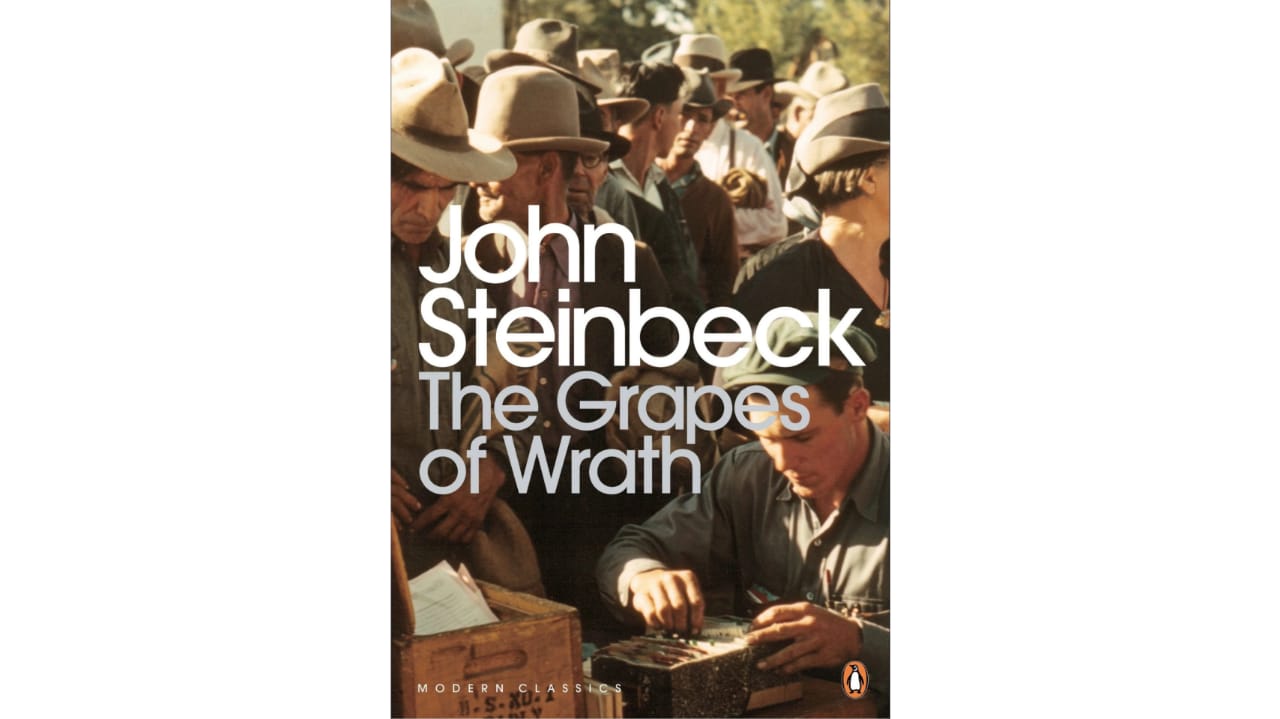 John
Steinbeck
The Grapes
of Wrath
MODERN CLASSICS